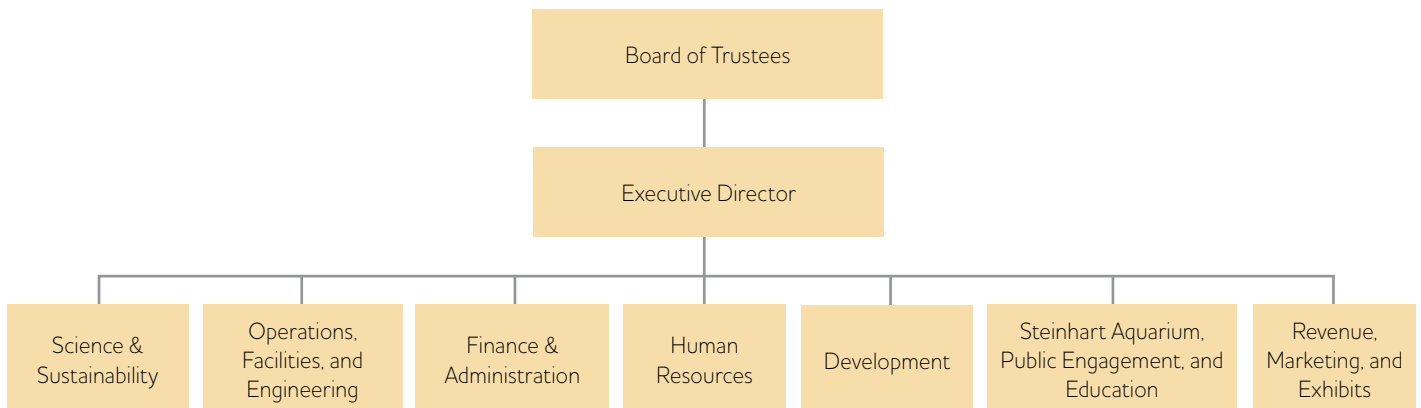 Board of Trustees
Executive Director
Science &
Sustainability
Operations,
Facilities, and
Engineering
Finance &
Administration
Human
Resources
Development
Steinhart Aquarium,
Public Engagement, and
Education
Revenue,
Marketing, and
Exhibits